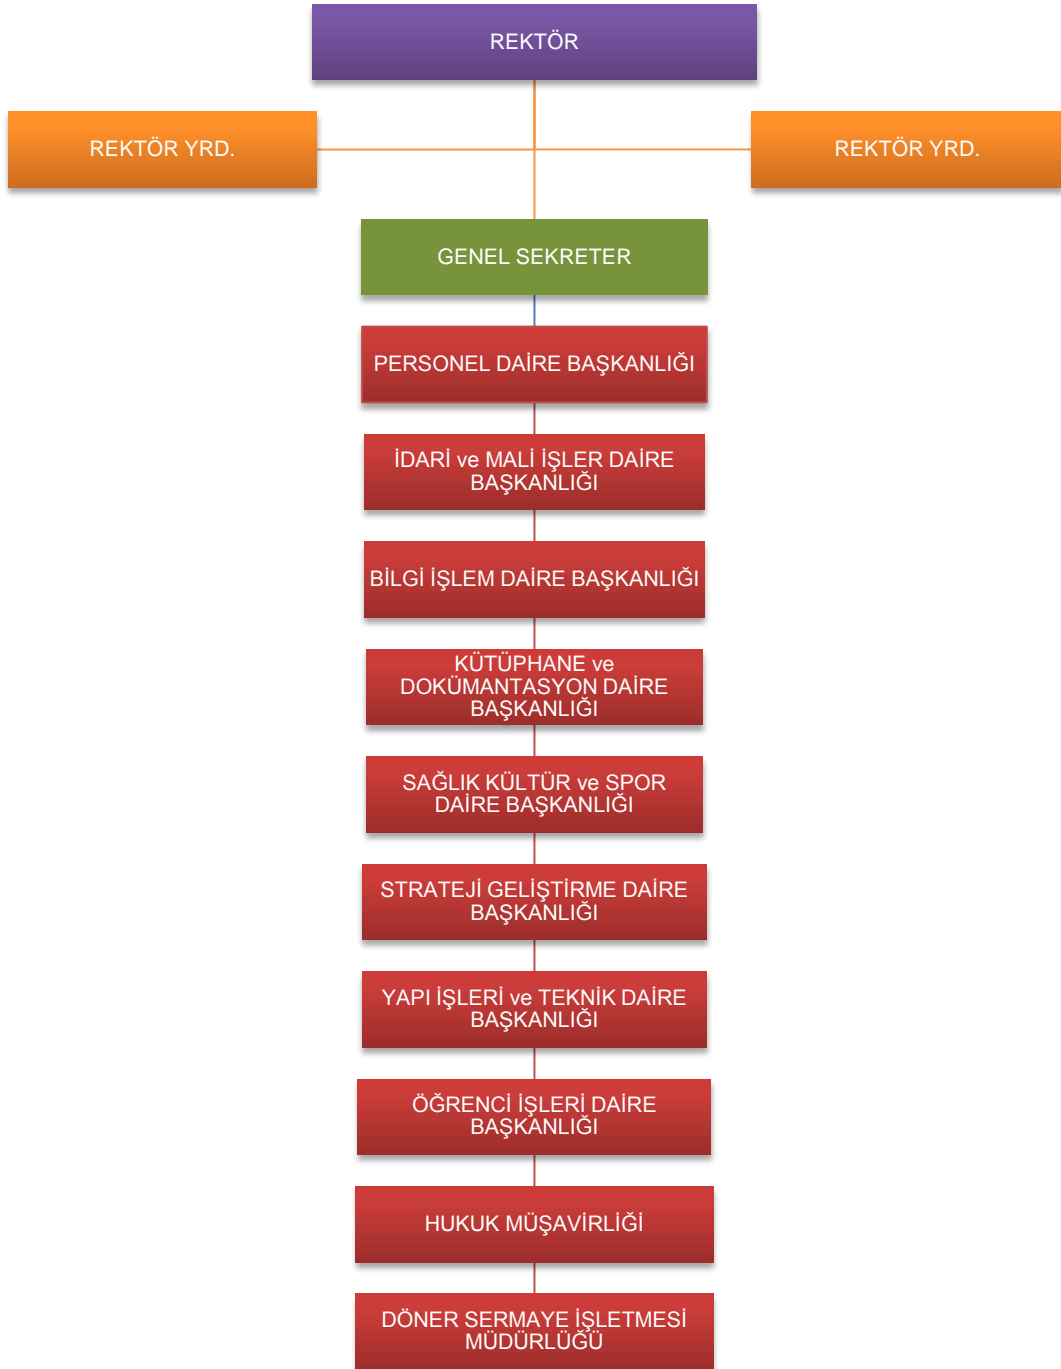 REKTÖR
REKTÖR YRD.
REKTÖR YRD.
GENEL SEKRETER
PERSONEL DAİRE BAŞKANLIĞI
İDARİ ve MALİ İŞLER DAİRE
BAŞKANLIĞI
BİLGİ İŞLEM DAİRE BAŞKANLIĞI
KÜTÜPHANE ve
DOKÜMANTASYON DAİRE
BAŞKANLIĞI
SAĞLIK KÜLTÜR ve SPOR
DAİRE BAŞKANLIĞI
STRATEJİ GELİŞTİRME DAİRE
BAŞKANLIĞI
YAPI İŞLERİ ve TEKNİK DAİRE
BAŞKANLIĞI
ÖĞRENCİ İŞLERİ DAİRE
BAŞKANLIĞI
HUKUK MÜŞAVİRLİĞİ
DÖNER SERMAYE İŞLETMESİ
MÜDÜRLÜĞÜ